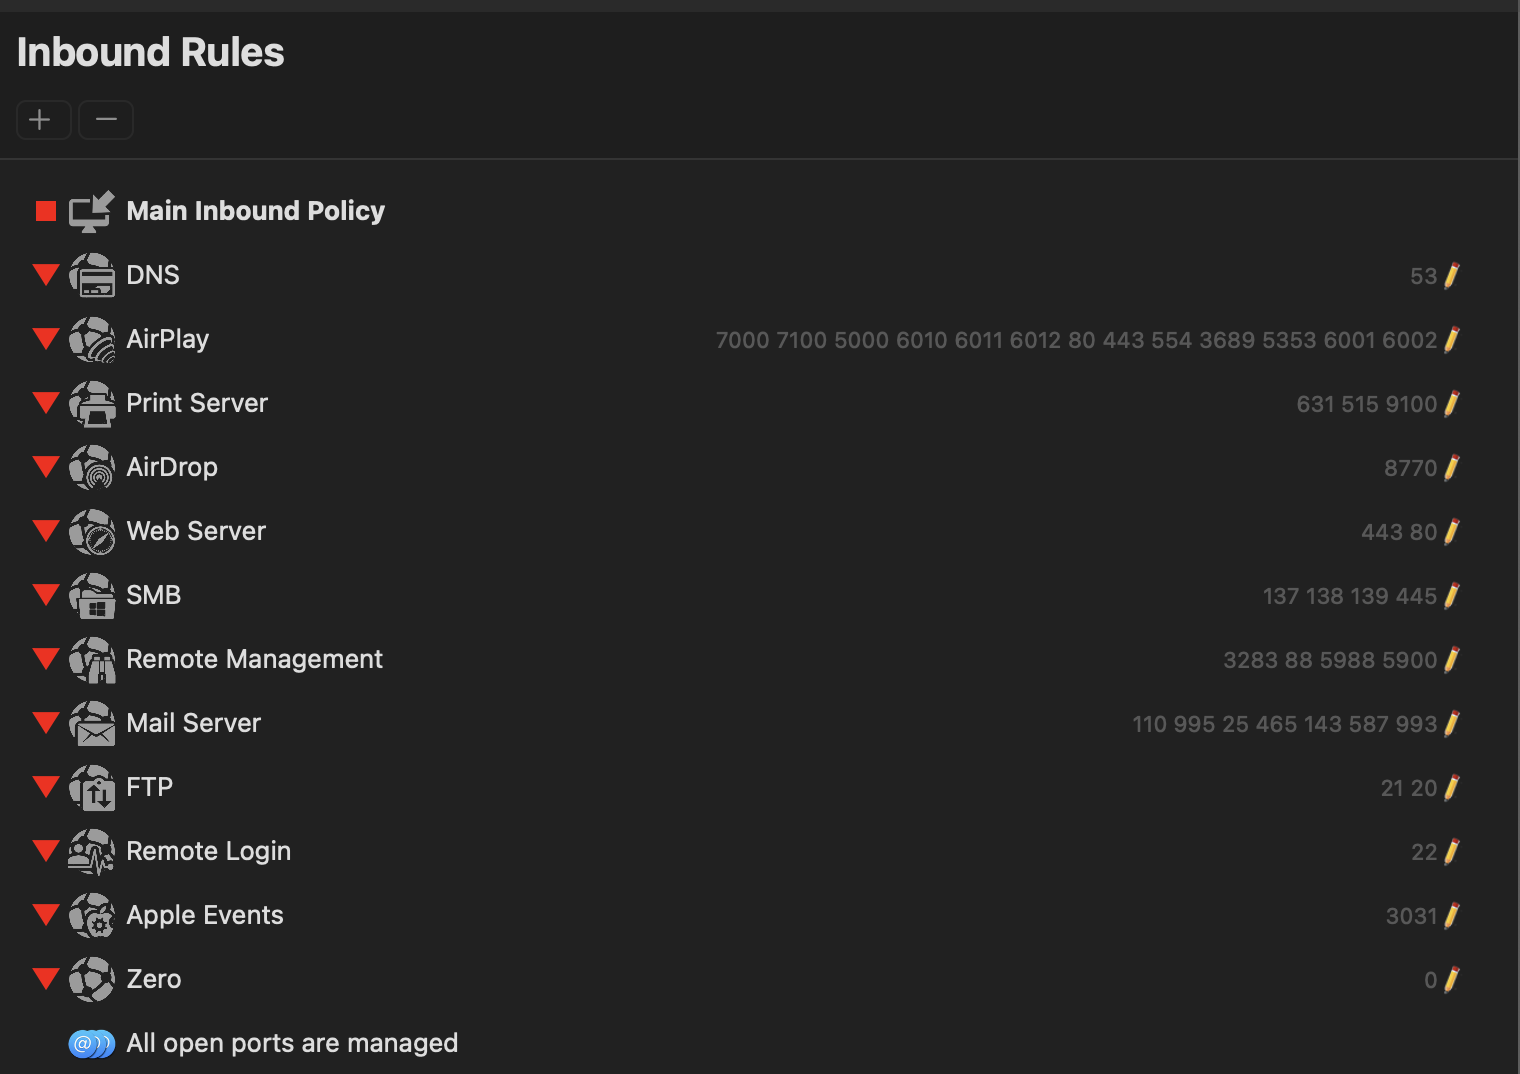 Inbound Rules
Main Inbound Policy
DNS 53
AirPlay 7000 7100 5000 6010 6011 6012 80 443 554 3689 5353 6001 6002
Print Server 631 515 9100
AirDrop 8770
Web Server 443 80
SMB 137 138 139 445
Remote Management 3283 88 5988 5900
Mail Server 110 995 25 465 143 587 993
FTP 21 20
Remote Login 22
Apple Events 3031
Zero 0
All open ports are managed